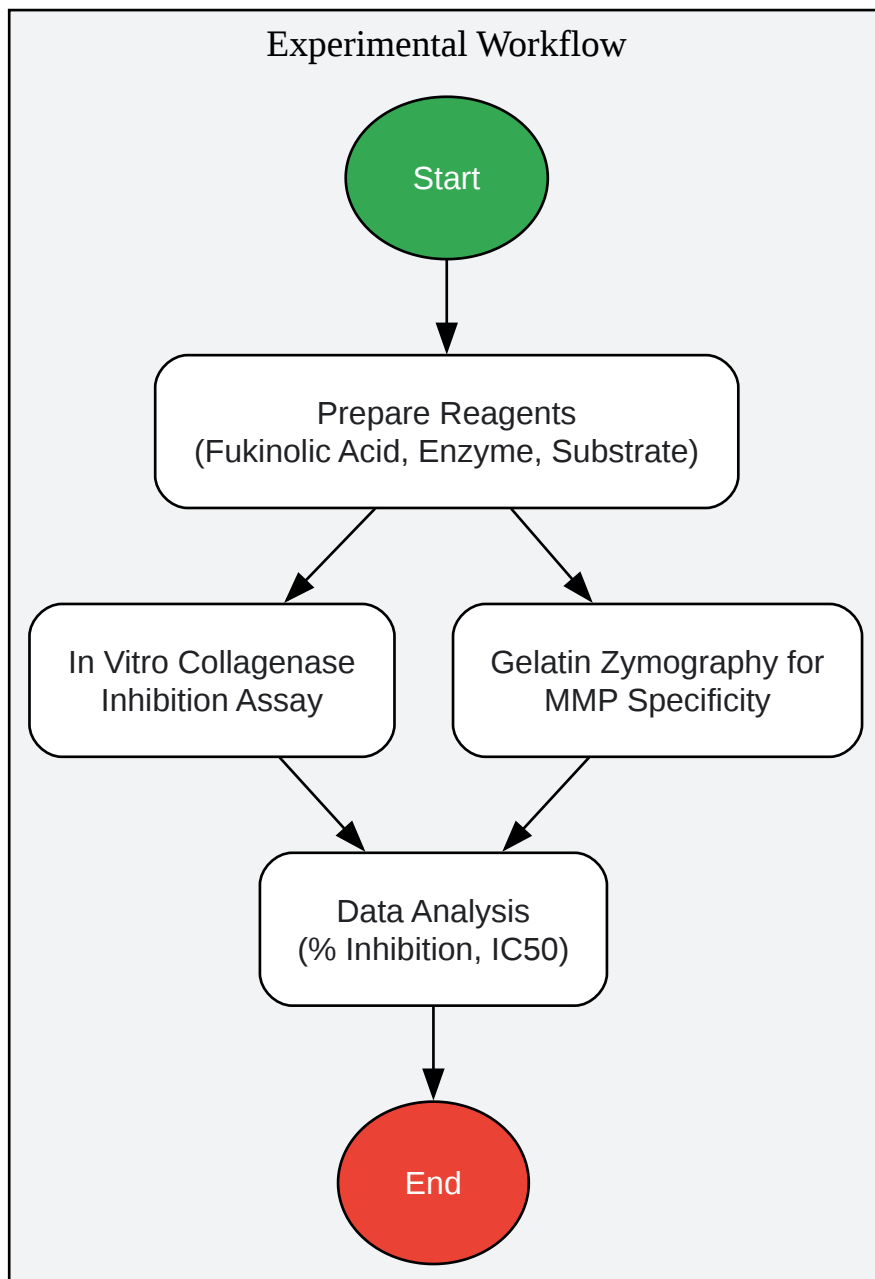 Experimental Workflow
Start
Prepare Reagents
(Fukinolic Acid, Enzyme, Substrate)
In Vitro Collagenase
Inhibition Assay
Gelatin Zymography for
MMP Specificity
Data Analysis
(% Inhibition, IC50)
End